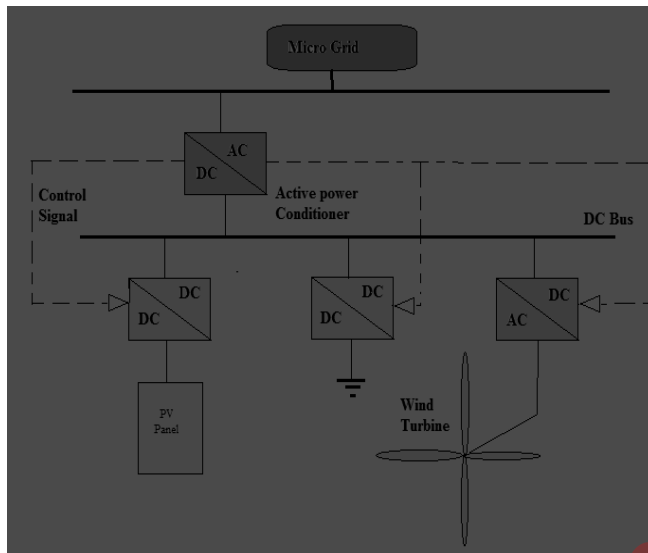 Micro Grid
AC
DC
Control
Signal
Active power
Conditioner
DC Bus
DC
DC
DC
DC
DC
AC
PV
Panel
Wind
Turbine